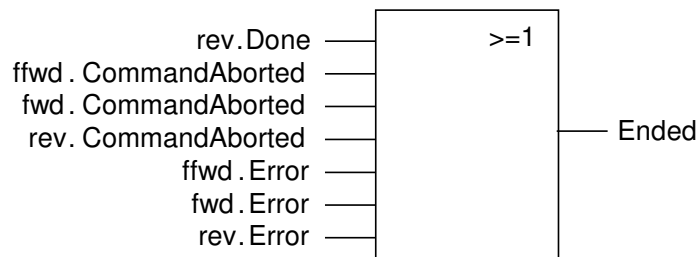 rev.Done
>=1
ffwd. CommandAborted
fwd. CommandAborted
rev. CommandAborted
Ended
ffwd.Error
fwd.Error
rev.Error